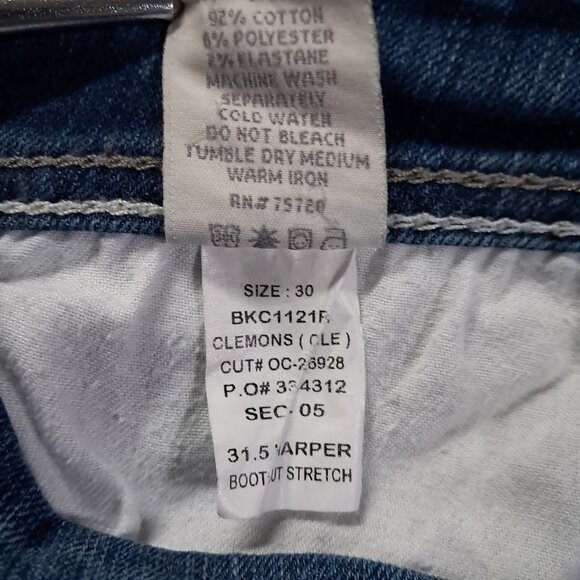 92% COTTON
6% POLYESTER
2% ELASTANE
MACHINE WASH
SEPARATELY
COLD WATER
DO NOT BLEACH
TUMBLE DRY MEDIUM
WARM IRON
RN# 75720
SIZE : 30
BKC1121R
CLEMONS ( CLE )
CUT# OC-26928
P.O# 334312
SEC- 05
31.5 HARPER
BOOTCUT STRETCH